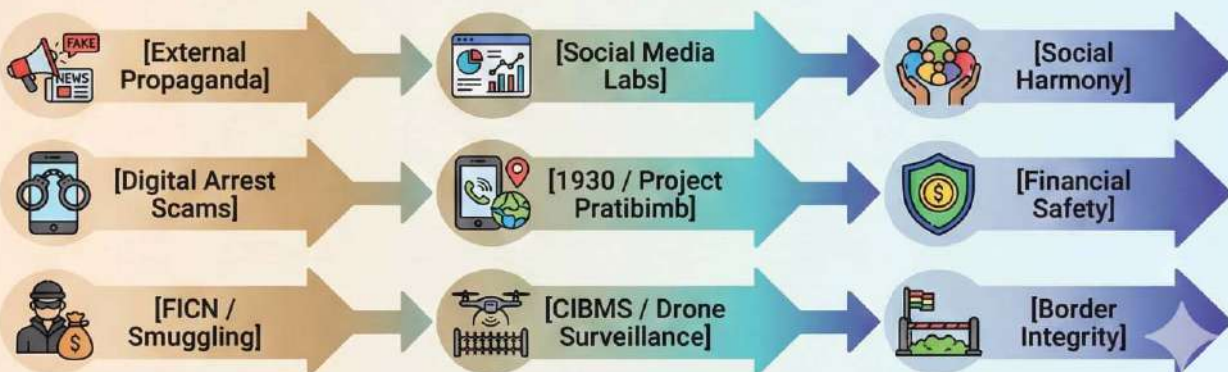 FAKE
NEWS
[External
Propaganda]
[Social Media
Labs]
[Social
Harmony]
[Digital Arrest
Scams]
[1930 / Project
Pratibimb]
$
[Financial
Safety]
$
[FICN /
Smuggling]
[CIBMS / Drone
Surveillance]
[Border
Integrity]